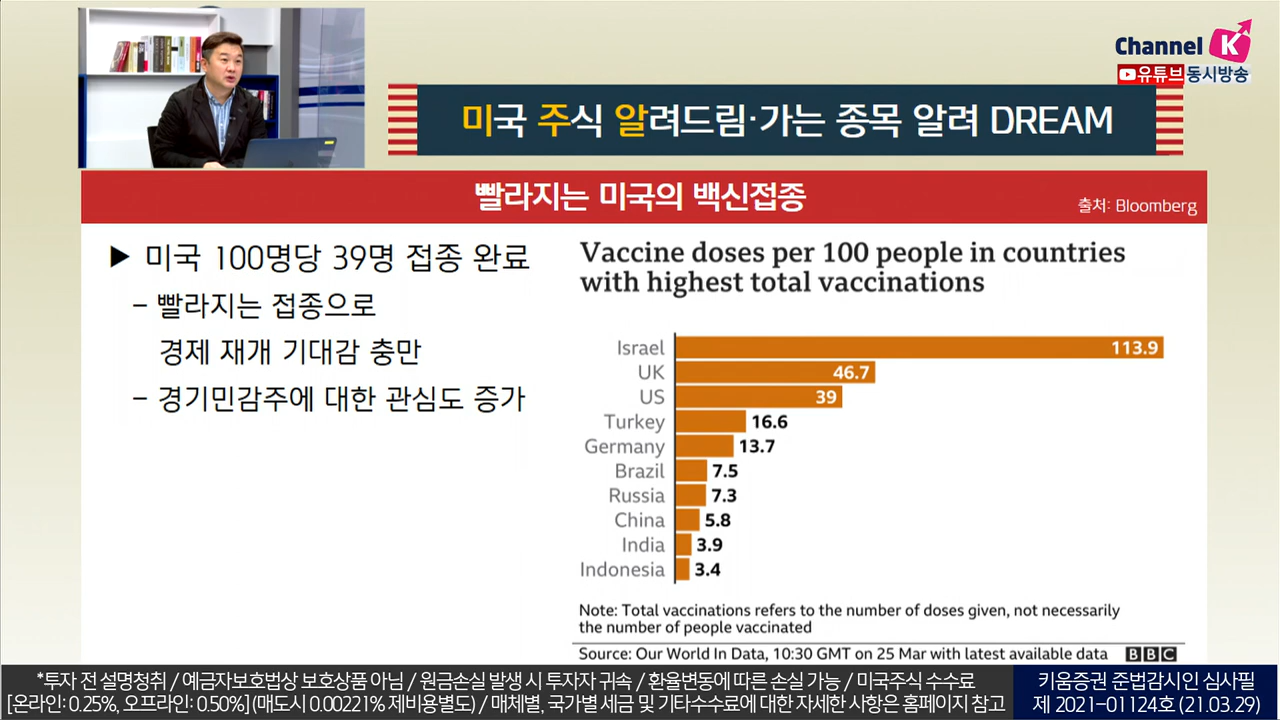 Channel K
유튜브 동시방송
미국 주식 알려드림·가는 종목 알려 DREAM
빨라지는 미국의 백신접종
출처: Bloomberg
▶ 미국 100명당 39명 접종 완료
– 빨라지는 접종으로
경제 재개 기대감 충만
– 경기민감주에 대한 관심도 증가
Vaccine doses per 100 people in countries
with highest total vaccinations
Israel 113.9
UK 46.7
US 39
Turkey 16.6
Germany 13.7
Brazil 7.5
Russia 7.3
China 5.8
India 3.9
Indonesia 3.4
Note: Total vaccinations refers to the number of doses given, not necessarily
the number of people vaccinated
Source: Our World In Data, 10:30 GMT on 25 Mar with latest available data BBC
*투자 전 설명청취 / 예금자보호법상 보호상품 아님 / 원금손실 발생 시 투자자 귀속 / 환율변동에 따른 손실 가능 / 미국주식 수수료
[온라인: 0.25%, 오프라인: 0.50%] (매도시 0.00221% 제비용별도) / 매체별, 국가별 세금 및 기타수수료에 대한 자세한 사항은 홈페이지 참고
키움증권 준법감시인 심사필
제 2021-01124호 (21.03.29)